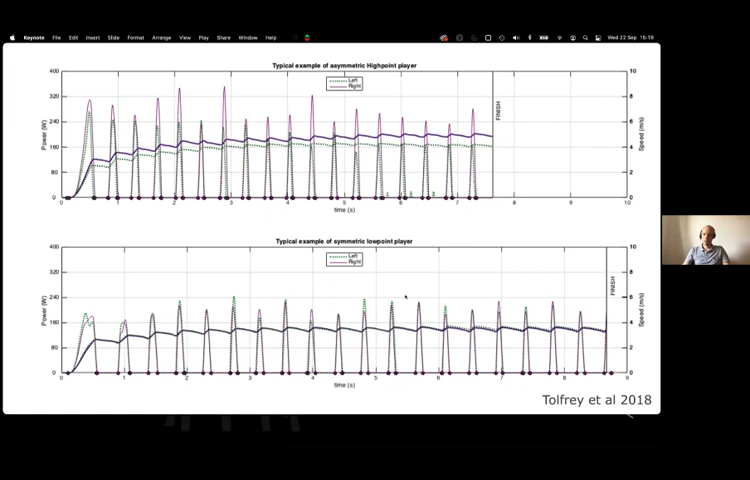 Keynote File Edit Insert Slide Format Arrange View Play Share Window Help
Wed 22 Sep 15:19
Typical example of asymmetric Highpoint player
Left
Right
Power (W)
400
320
240
160
80
0
Speed (m/s)
10
8
6
4
2
0
FINISH
0 1 2 3 4 5 6 7 8 9 10
time (s)
Typical example of symmetric lowpoint player
Left
Right
Power (W)
400
320
240
160
80
0
Speed (m/s)
10
8
6
4
2
0
FINISH
0 1 2 3 4 5 6 7 8 9
time (s)
Tolfrey et al 2018